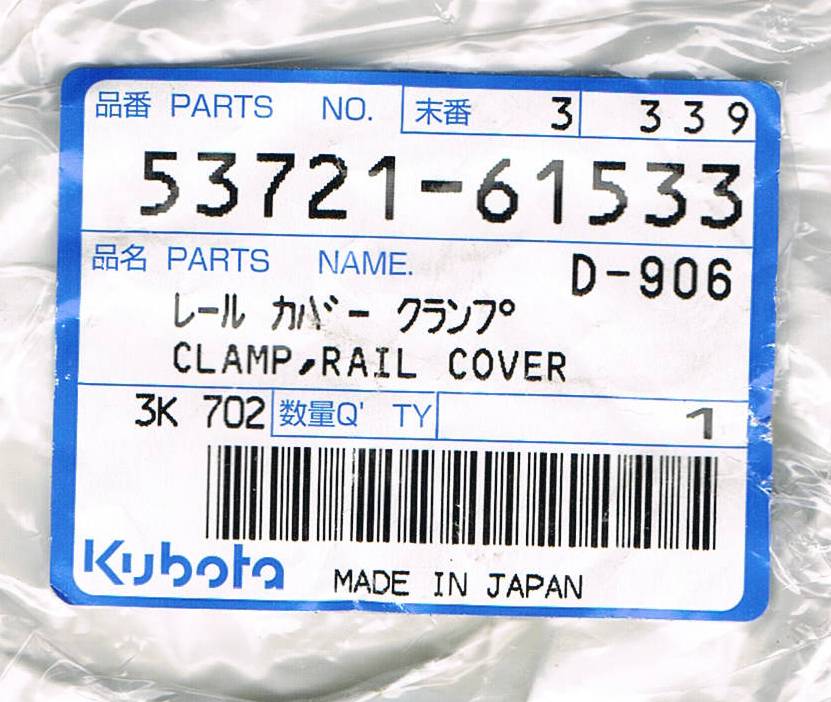 品番 PARTS NO. 末番 3 339
53721-61533
品名 PARTS NAME. D-906
レール カバー クランプ
CLAMP,RAIL COVER
3K 702 数量Q' TY 1
Kubota MADE IN JAPAN